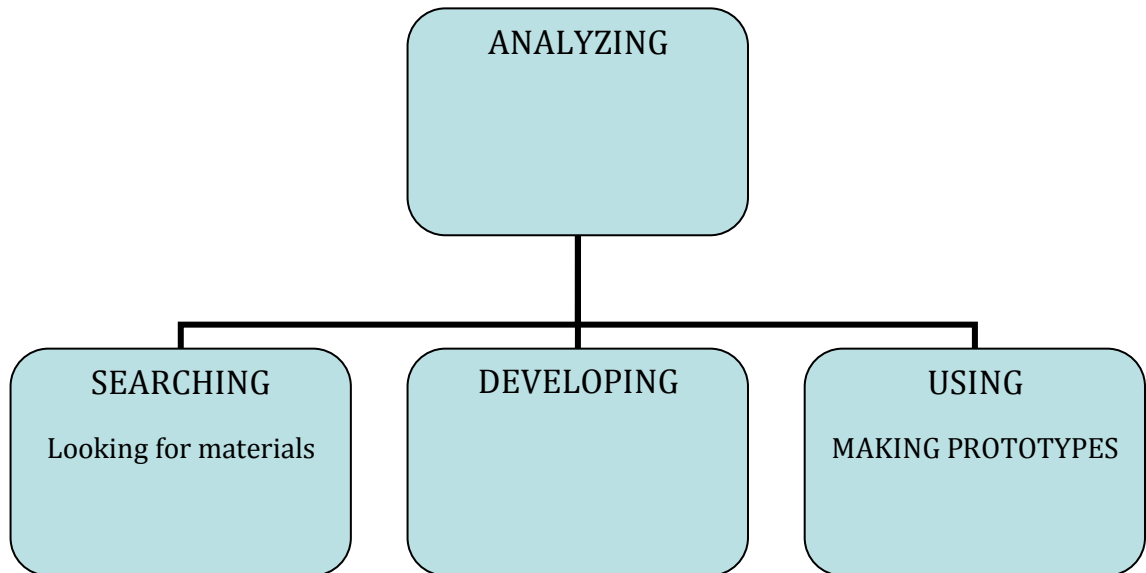 ANALYZING
SEARCHING
Looking for materials
DEVELOPING
USING
MAKING PROTOTYPES